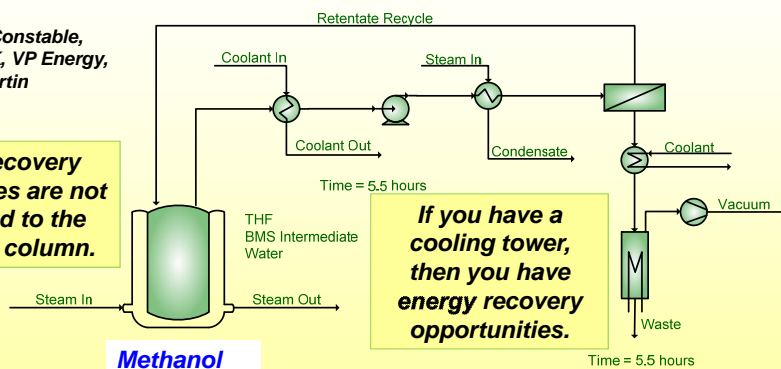 Retentate Recycle
Constable,
, VP Energy,
rtin
Coolant In
Steam In
Coolant Out
Condensate
Coolant
Time = 5.5 hours
Vacuum
ecovery
es are not
d to the
column.
THF
BMS Intermediate
Water
If you have a
cooling tower,
then you have
energy recovery
opportunities.
Steam In
Steam Out
Waste
Methanol
Time = 5.5 hours